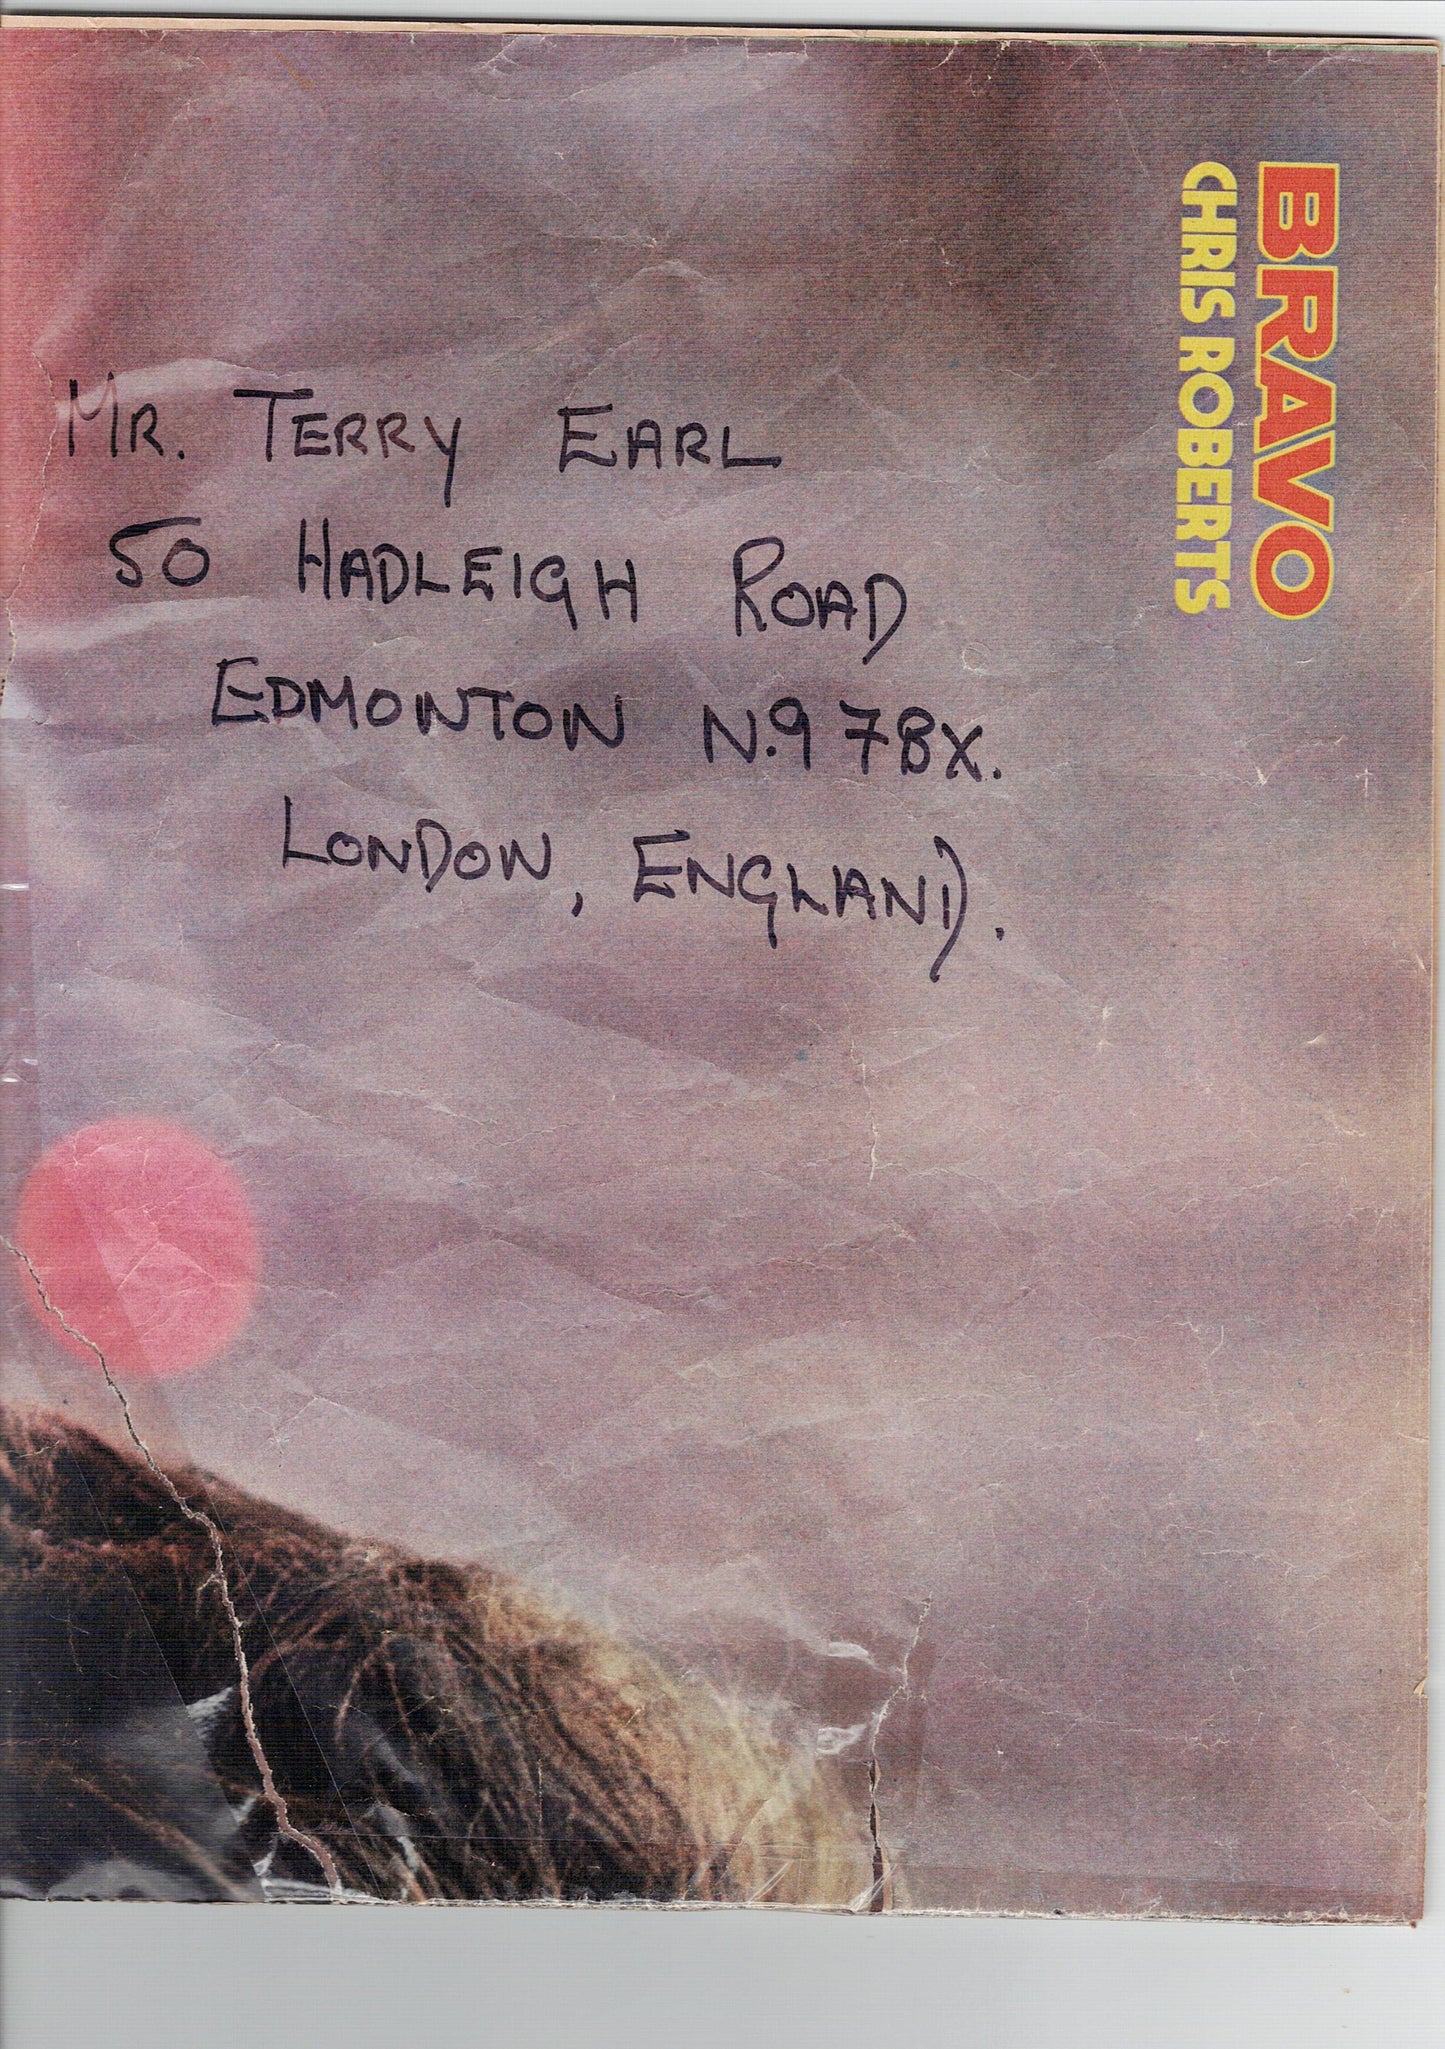 BRAVO
CHRIS ROBERTS
MR. TERRY EARL
50 HADLEIGH ROAD
EDMONTON N.9 7BX.
LONDON, ENGLAND.